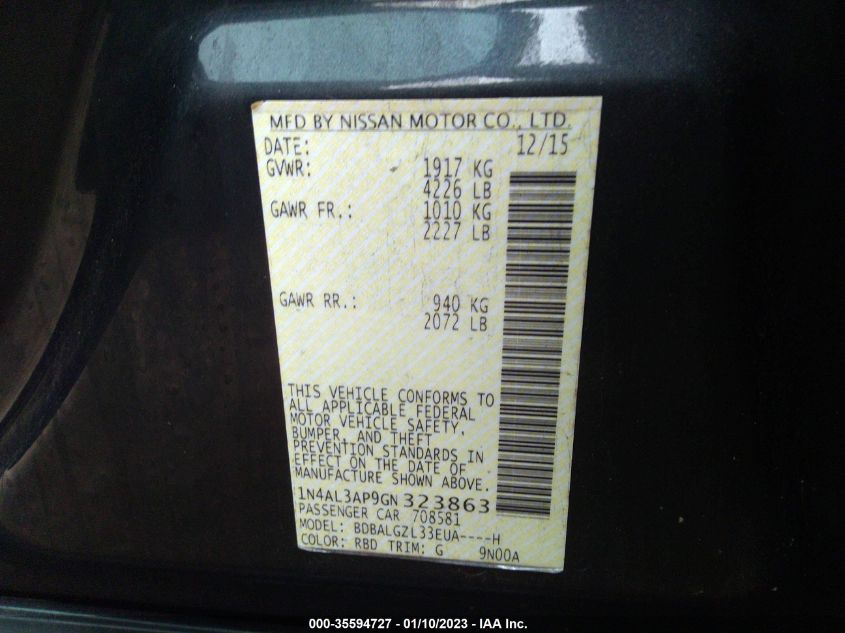 MFD BY NISSAN MOTOR CO., LTD.
DATE: 12/15
GVWR: 1917 KG
4226 LB
GAWR FR.: 1010 KG
2227 LB
GAWR RR.: 940 KG
2072 LB
THIS VEHICLE CONFORMS TO
ALL APPLICABLE FEDERAL
MOTOR VEHICLE SAFETY,
BUMPER, AND THEFT
PREVENTION STANDARDS IN
EFFECT ON THE DATE OF
MANUFACTURE SHOWN ABOVE.
1N4AL3AP9GN323863
PASSENGER CAR 708581
MODEL: BDBALGZL33EUA----H
COLOR: RBD TRIM: G 9N00A
000-35594727 - 01/10/2023 - IAA Inc.